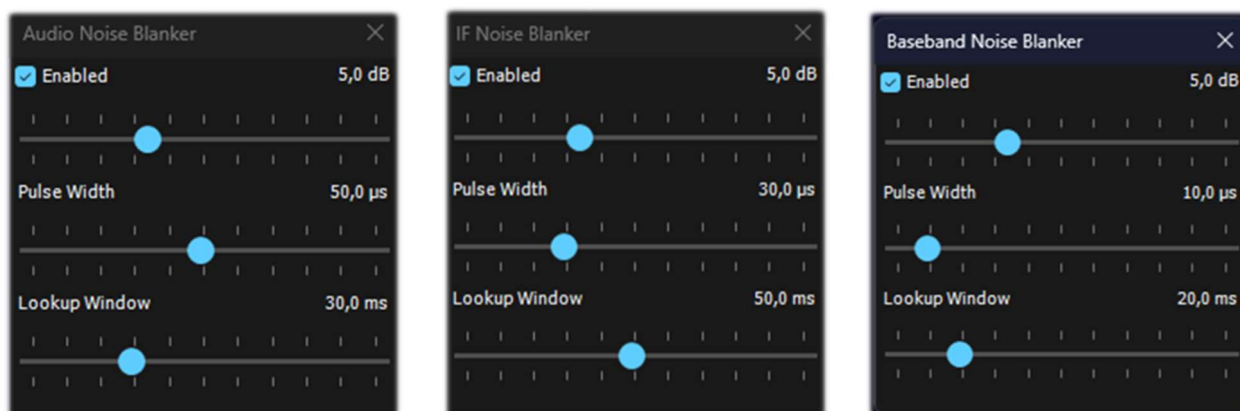 Audio Noise Blanker
Enabled 5,0 dB
Pulse Width 50,0 µs
Lookup Window 30,0 ms
IF Noise Blanker
Enabled 5,0 dB
Pulse Width 30,0 µs
Lookup Window 50,0 ms
Baseband Noise Blanker
Enabled 5,0 dB
Pulse Width 10,0 µs
Lookup Window 20,0 ms